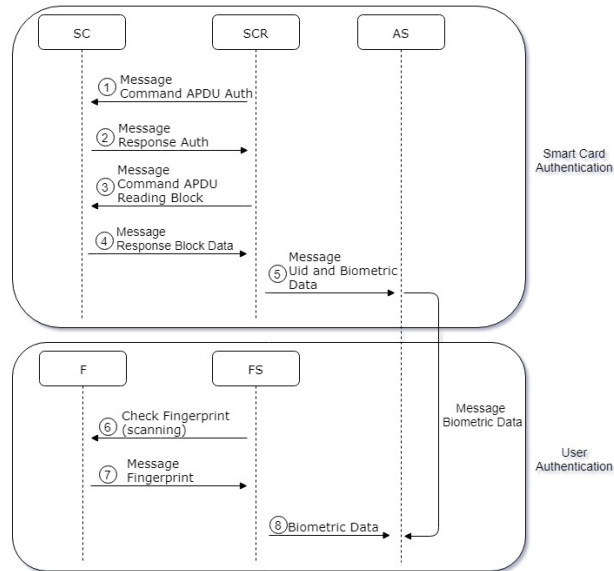 SC
SCR
AS
1 Message
Command APDU Auth
2 Message
Response Auth
3 Message
Command APDU
Reading Block
4 Message
Response Block Data
5 Message
Uid and Biometric
Data
Smart Card
Authentication
F
FS
6 Check Fingerprint
(scanning)
7 Message
Fingerprint
8 Biometric Data
Message
Biometric Data
User
Authentication